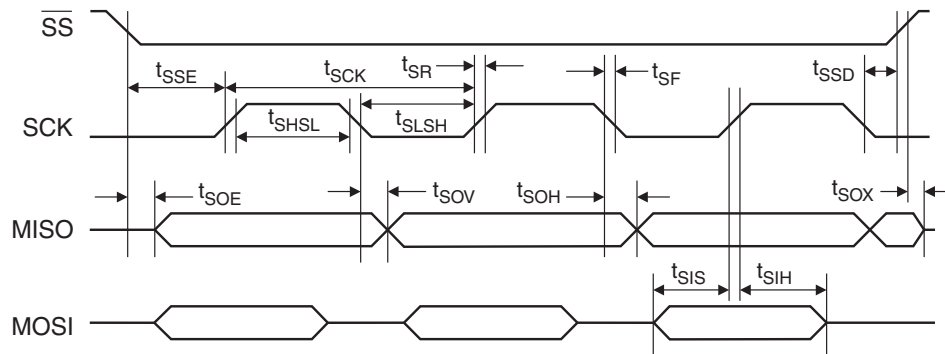 SS
tSSE
tSCK
tSR
tSF
tSSD
SCK
tSHSL
tSLSH
tSOE
tSOV
tSOH
tSOX
MISO
tSIS
tSIH
MOSI